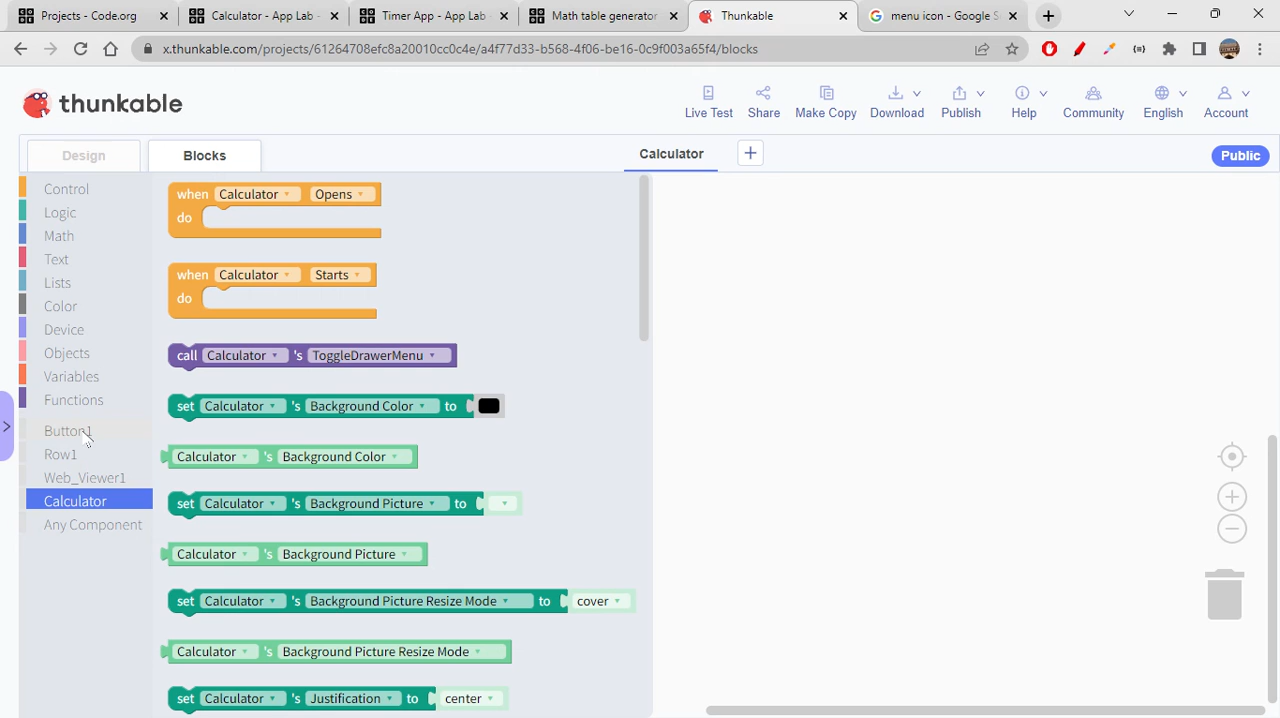 Projects - Code.org
Calculator - App Lab -
Timer App - App Lab -
Math table generator
Thunkable
menu icon - Google S
x.thunkable.com/projects/61264708efc8a20010cc0c4e/a4f77d33-b568-4f06-be16-0c9f003a65f4/blocks
thunkable
Live Test
Share
Make Copy
Download
Publish
Help
Community
English
Account
Design
Blocks
Calculator
Public
Control
Logic
Math
Text
Lists
Color
Device
Objects
Variables
Functions
Button1
Row1
Web_Viewer1
Calculator
Any Component
when Calculator Opens
do
when Calculator Starts
do
call Calculator 's ToggleDrawerMenu
set Calculator 's Background Color to
Calculator 's Background Color
set Calculator 's Background Picture to
Calculator 's Background Picture
set Calculator 's Background Picture Resize Mode to cover
Calculator 's Background Picture Resize Mode
set Calculator 's Justification to center